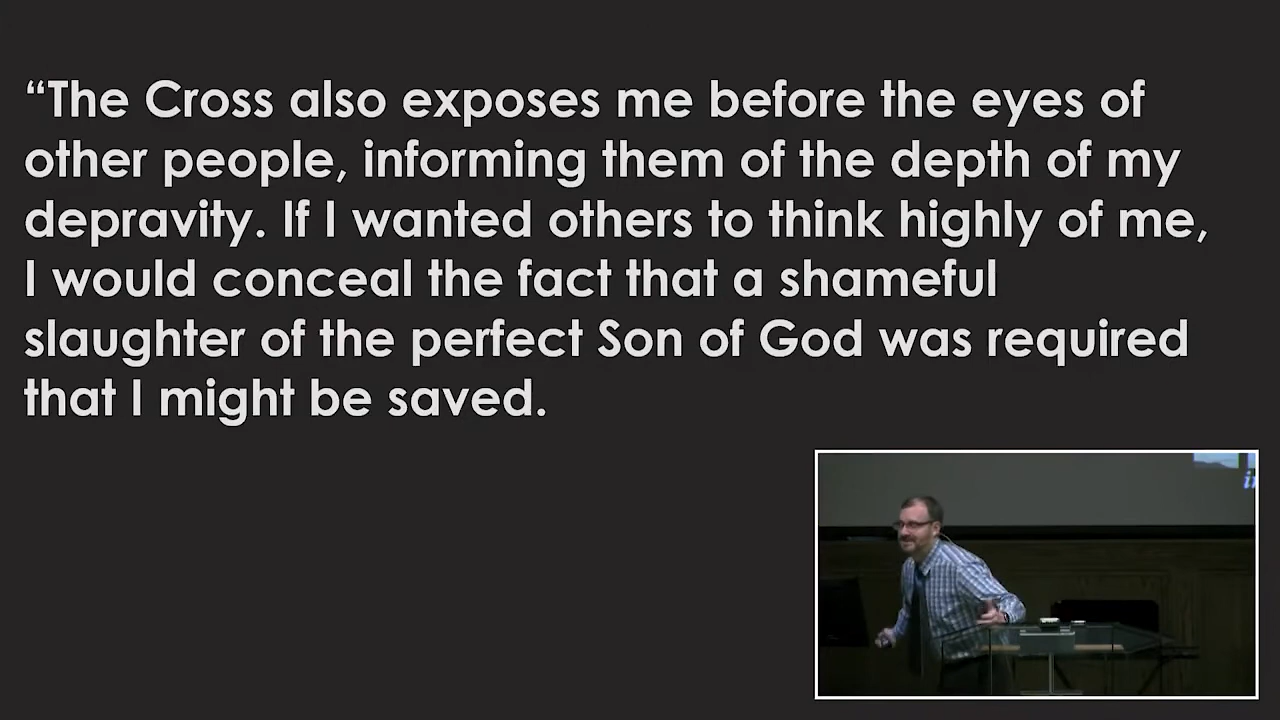 “The Cross also exposes me before the eyes of
other people, informing them of the depth of my
depravity. If I wanted others to think highly of me,
I would conceal the fact that a shameful
slaughter of the perfect Son of God was required
that I might be saved.